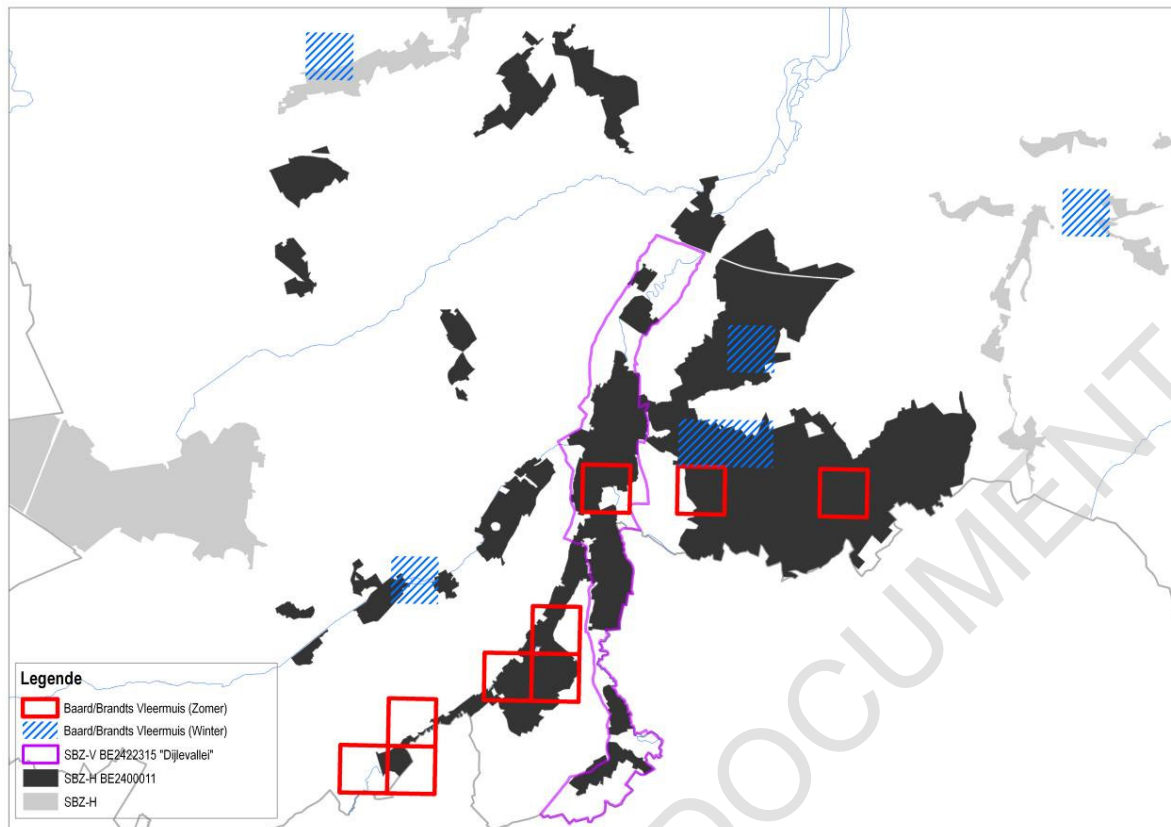 Legende
Baard/Brandts Vleermuis (Zomer)
Baard/Brandts Vleermuis (Winter)
SBZ-V BE2422315 "Dijlevallei"
SBZ-H BE2400011
SBZ-H
DOCUMENT